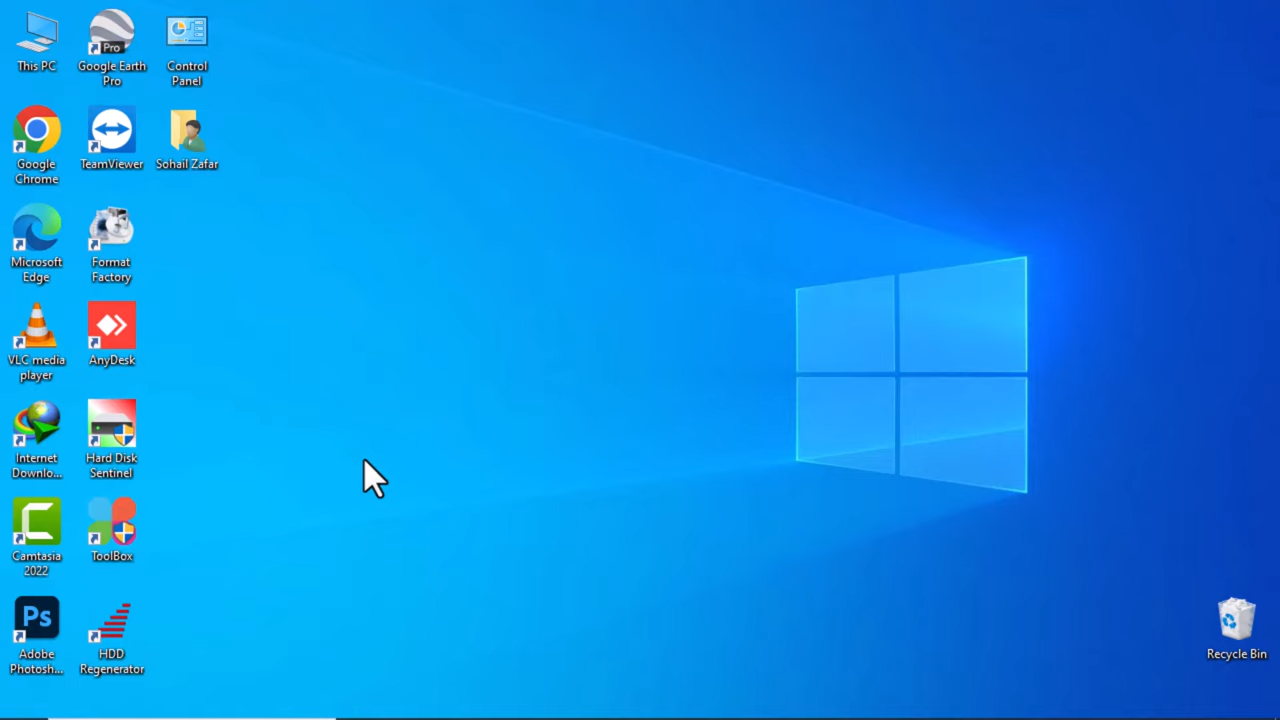 This PC
Google Earth
Pro
Pro
Control
Panel
Google
Chrome
TeamViewer
Sohail Zafar
Microsoft
Edge
Format
Factory
VLC media
player
AnyDesk
Internet
Downlo...
Hard Disk
Sentinel
Camtasia
2022
ToolBox
Ps
Adobe
Photosh...
HDD
Regenerator
Recycle Bin